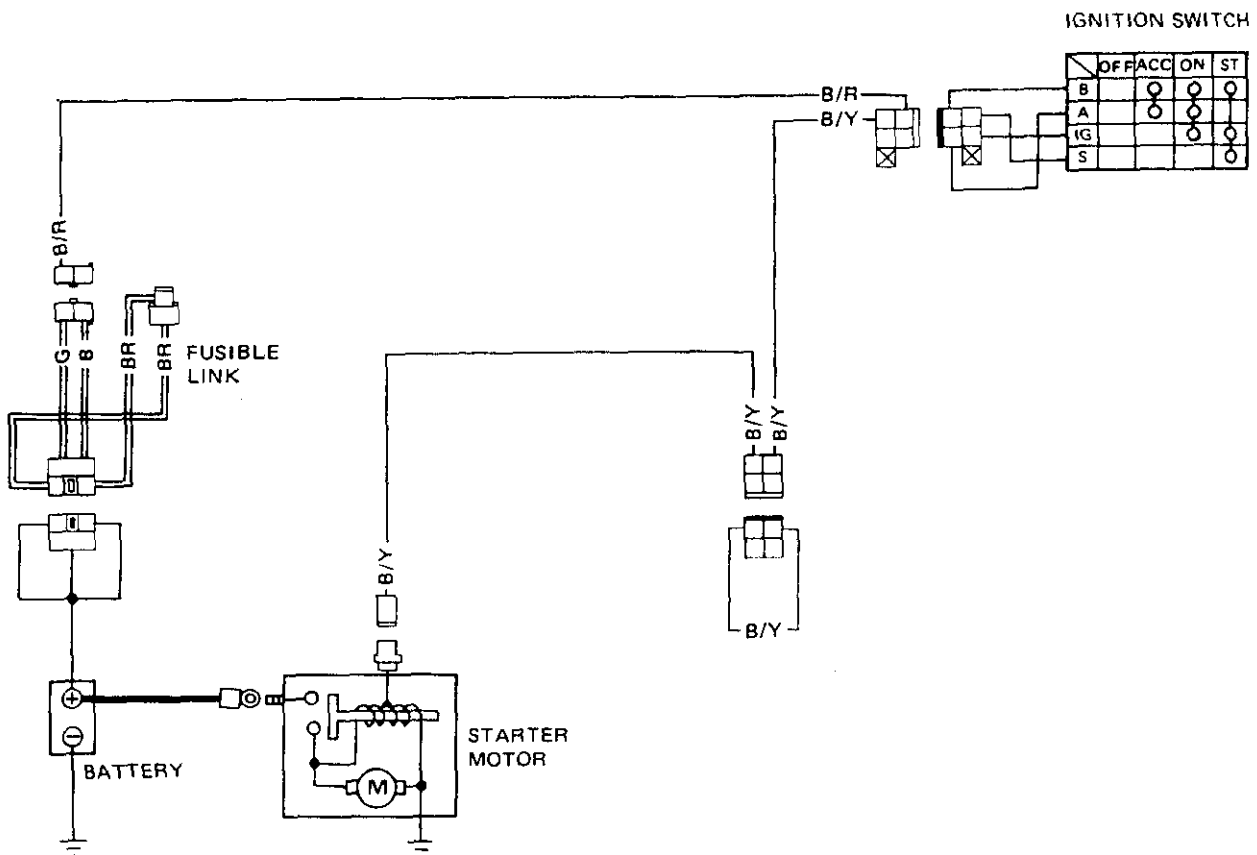 IGNITION SWITCH
OFF ACC ON ST
B
A
IG
S
B/R
B/Y
B/R
G
B
BR
BR
FUSIBLE
LINK
B/Y
B/Y
B/Y
B/Y
+
−
BATTERY
M
STARTER
MOTOR